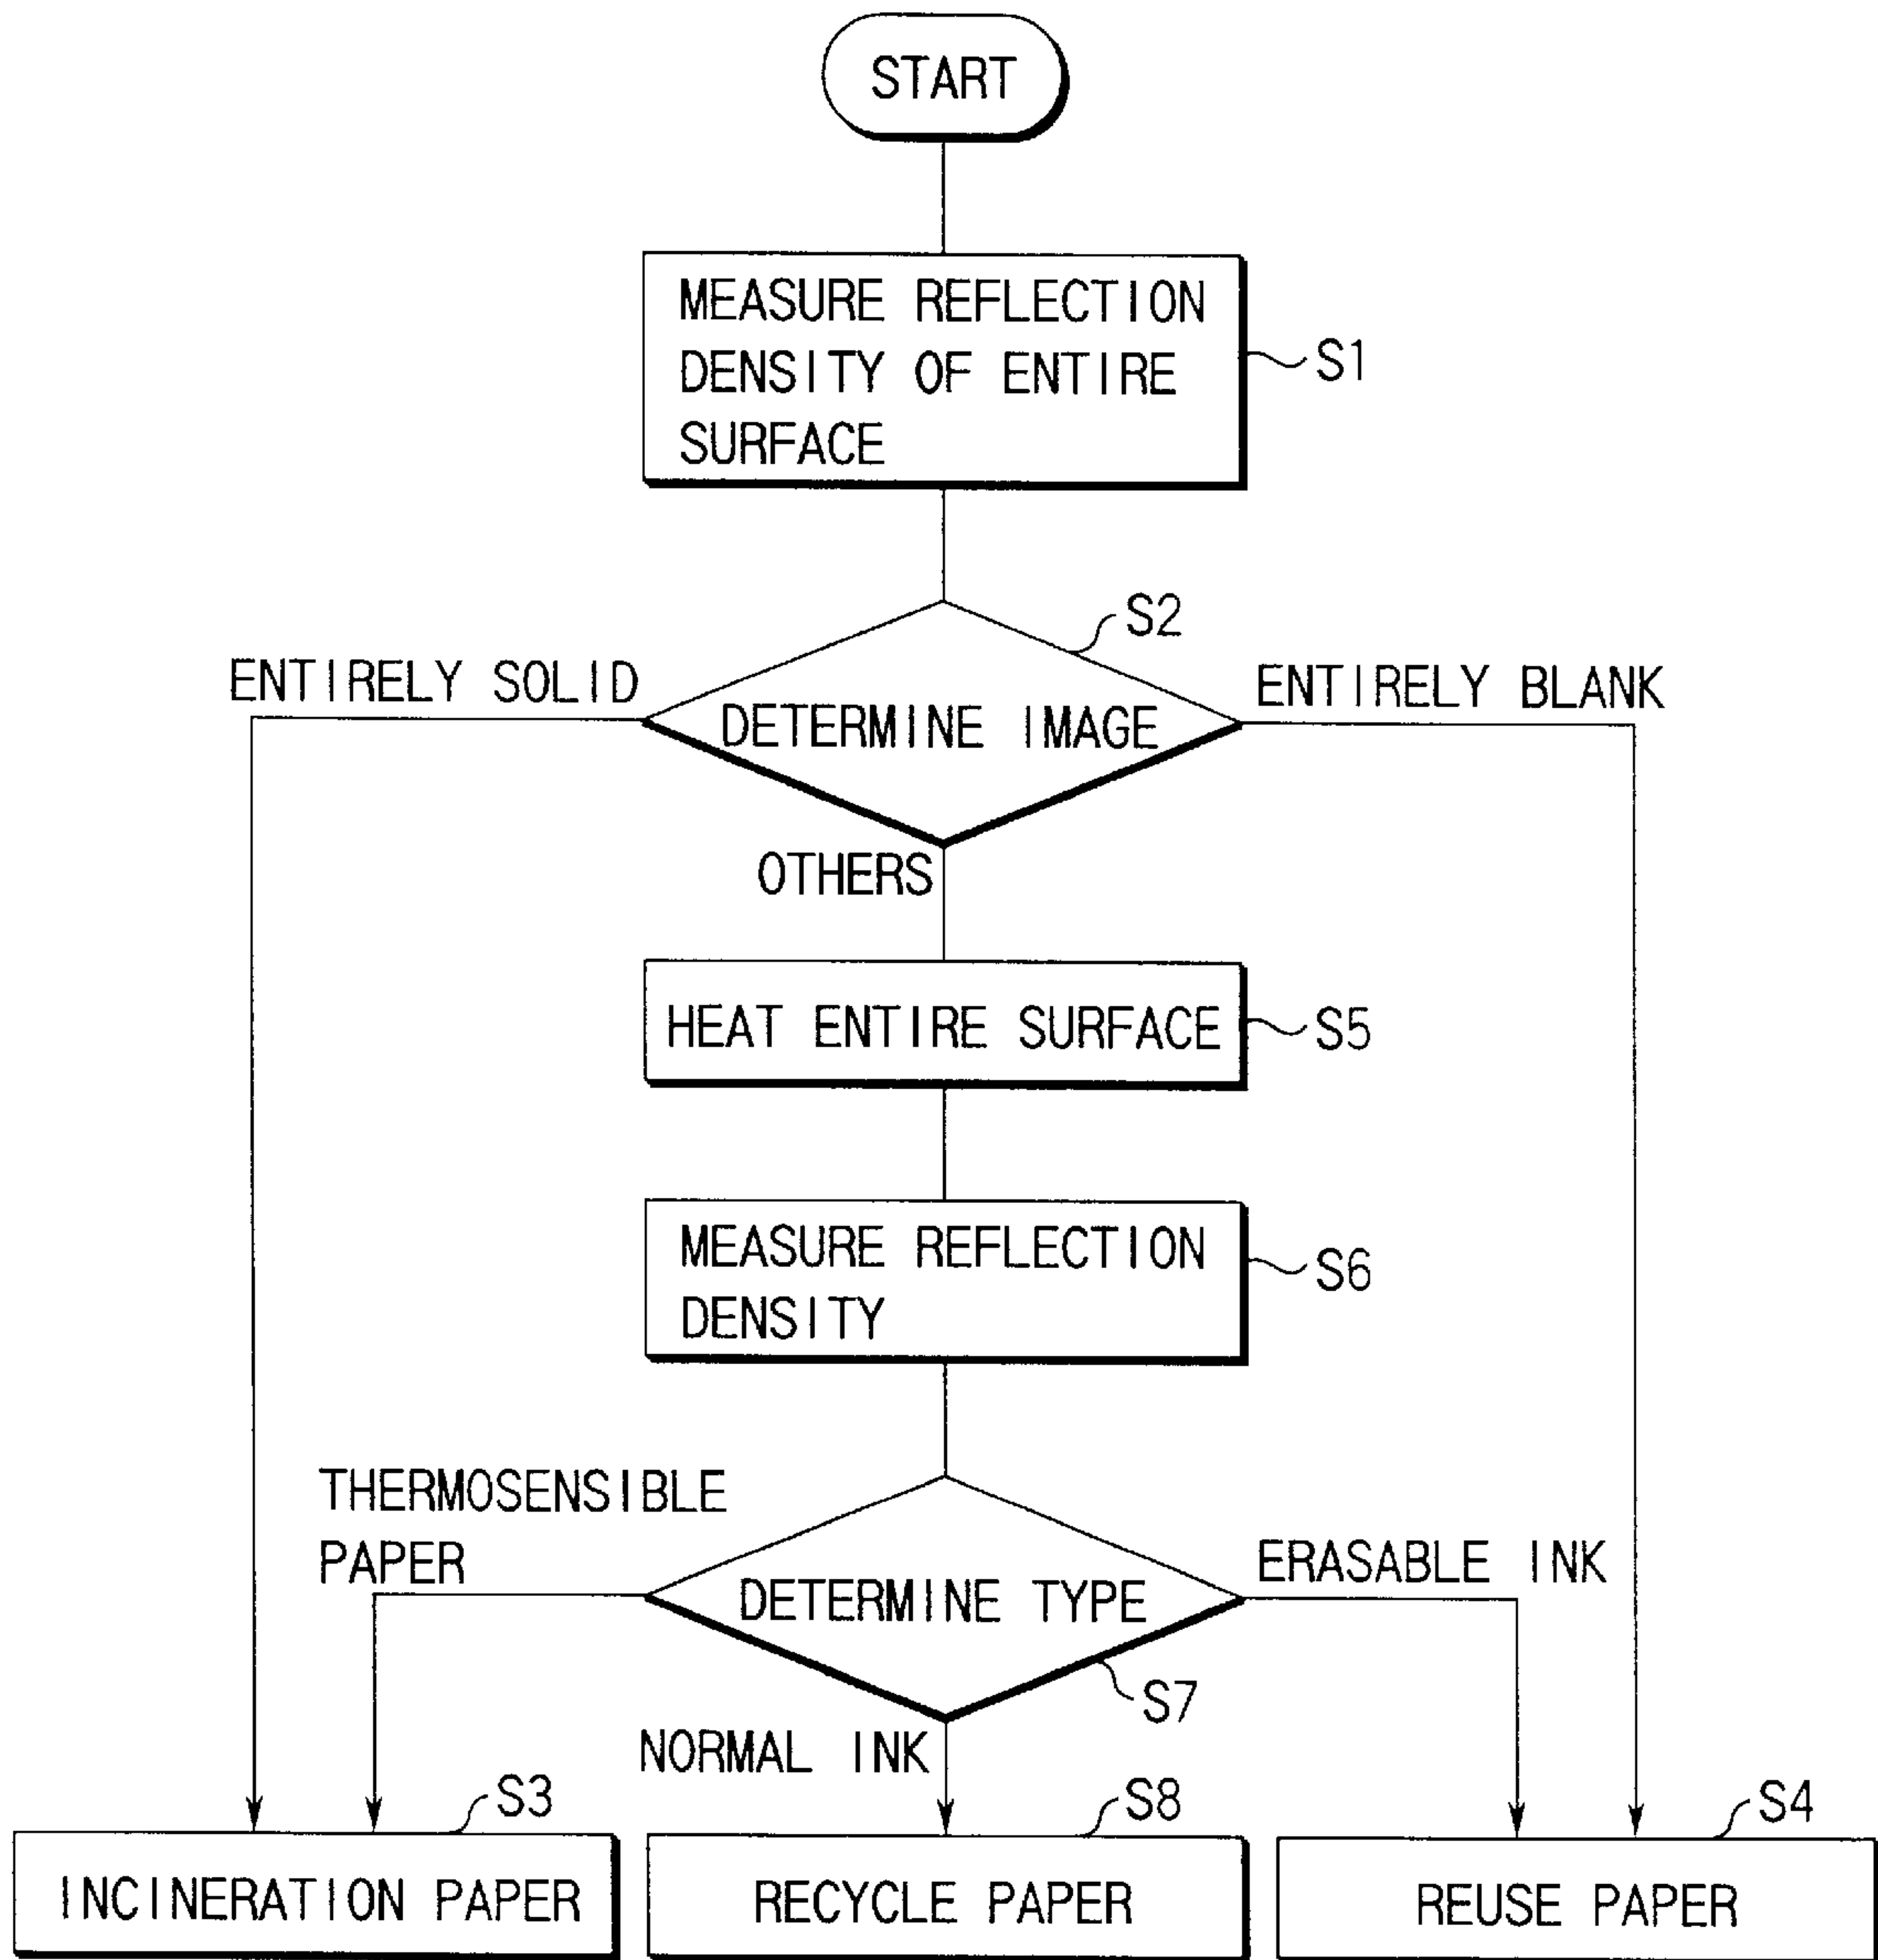 START
MEASURE REFLECTION
DENSITY OF ENTIRE
SURFACE
S1
S2
ENTIRELY SOLID
ENTIRELY BLANK
DETERMINE IMAGE
OTHERS
HEAT ENTIRE SURFACE
S5
MEASURE REFLECTION
DENSITY
S6
THERMOSENSIBLE
PAPER
ERASABLE INK
DETERMINE TYPE
S7
NORMAL INK
S3
S8
S4
INCINERATION PAPER
RECYCLE PAPER
REUSE PAPER